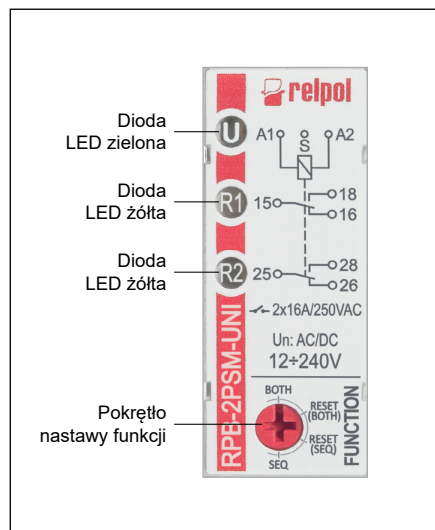 relpol
Dioda
LED zielona
U
A1
S
A2
Dioda
LED żółta
R1
15
18
16
Dioda
LED żółta
R2
25
28
26
2x16A/250VAC
Un: AC/DC
12÷240V
RPB-2PSM-UNI
Pokrętło
nastawy funkcji
BOTH
RESET
(BOTH)
RESET
(SEQ)
SEQ
FUNCTION